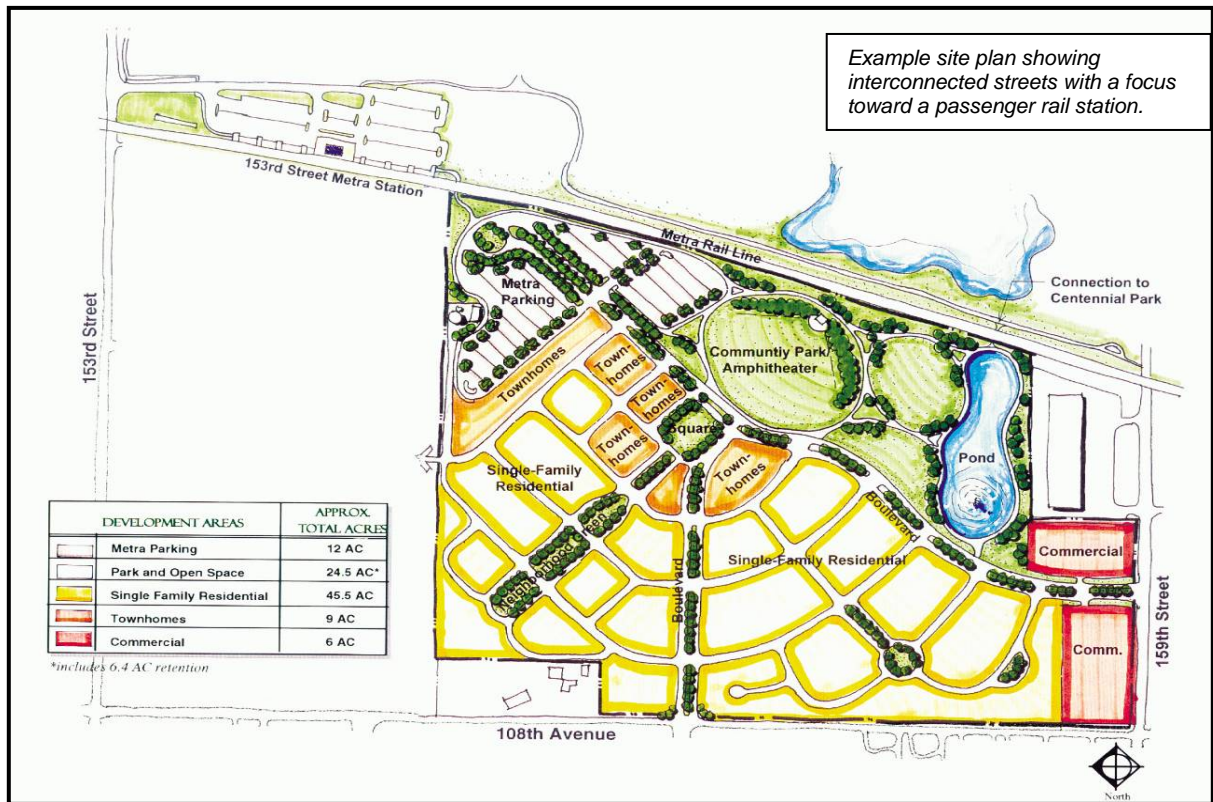 Example site plan showing
interconnected streets with a focus
toward a passenger rail station.
153rd Street Metra Station
153rd Street
Metra Rail Line
Connection to
Centennial Park
Metra
Parking
Communtiy Park/
Amphitheater
Townhomes
Town-
homes
Town-
homes
Square
Town-
homes
Town-
homes
Pond
Single-Family
Residential
Neighborhood Green
Boulevard
Single-Family Residential
Boulevard
Commercial
Comm.
159th Street
DEVELOPMENT AREAS
APPROX.
TOTAL ACRES
Metra Parking 12 AC
Park and Open Space 24.5 AC*
Single Family Residential 45.5 AC
Townhomes 9 AC
Commercial 6 AC
*includes 6.4 AC retention
108th Avenue
North